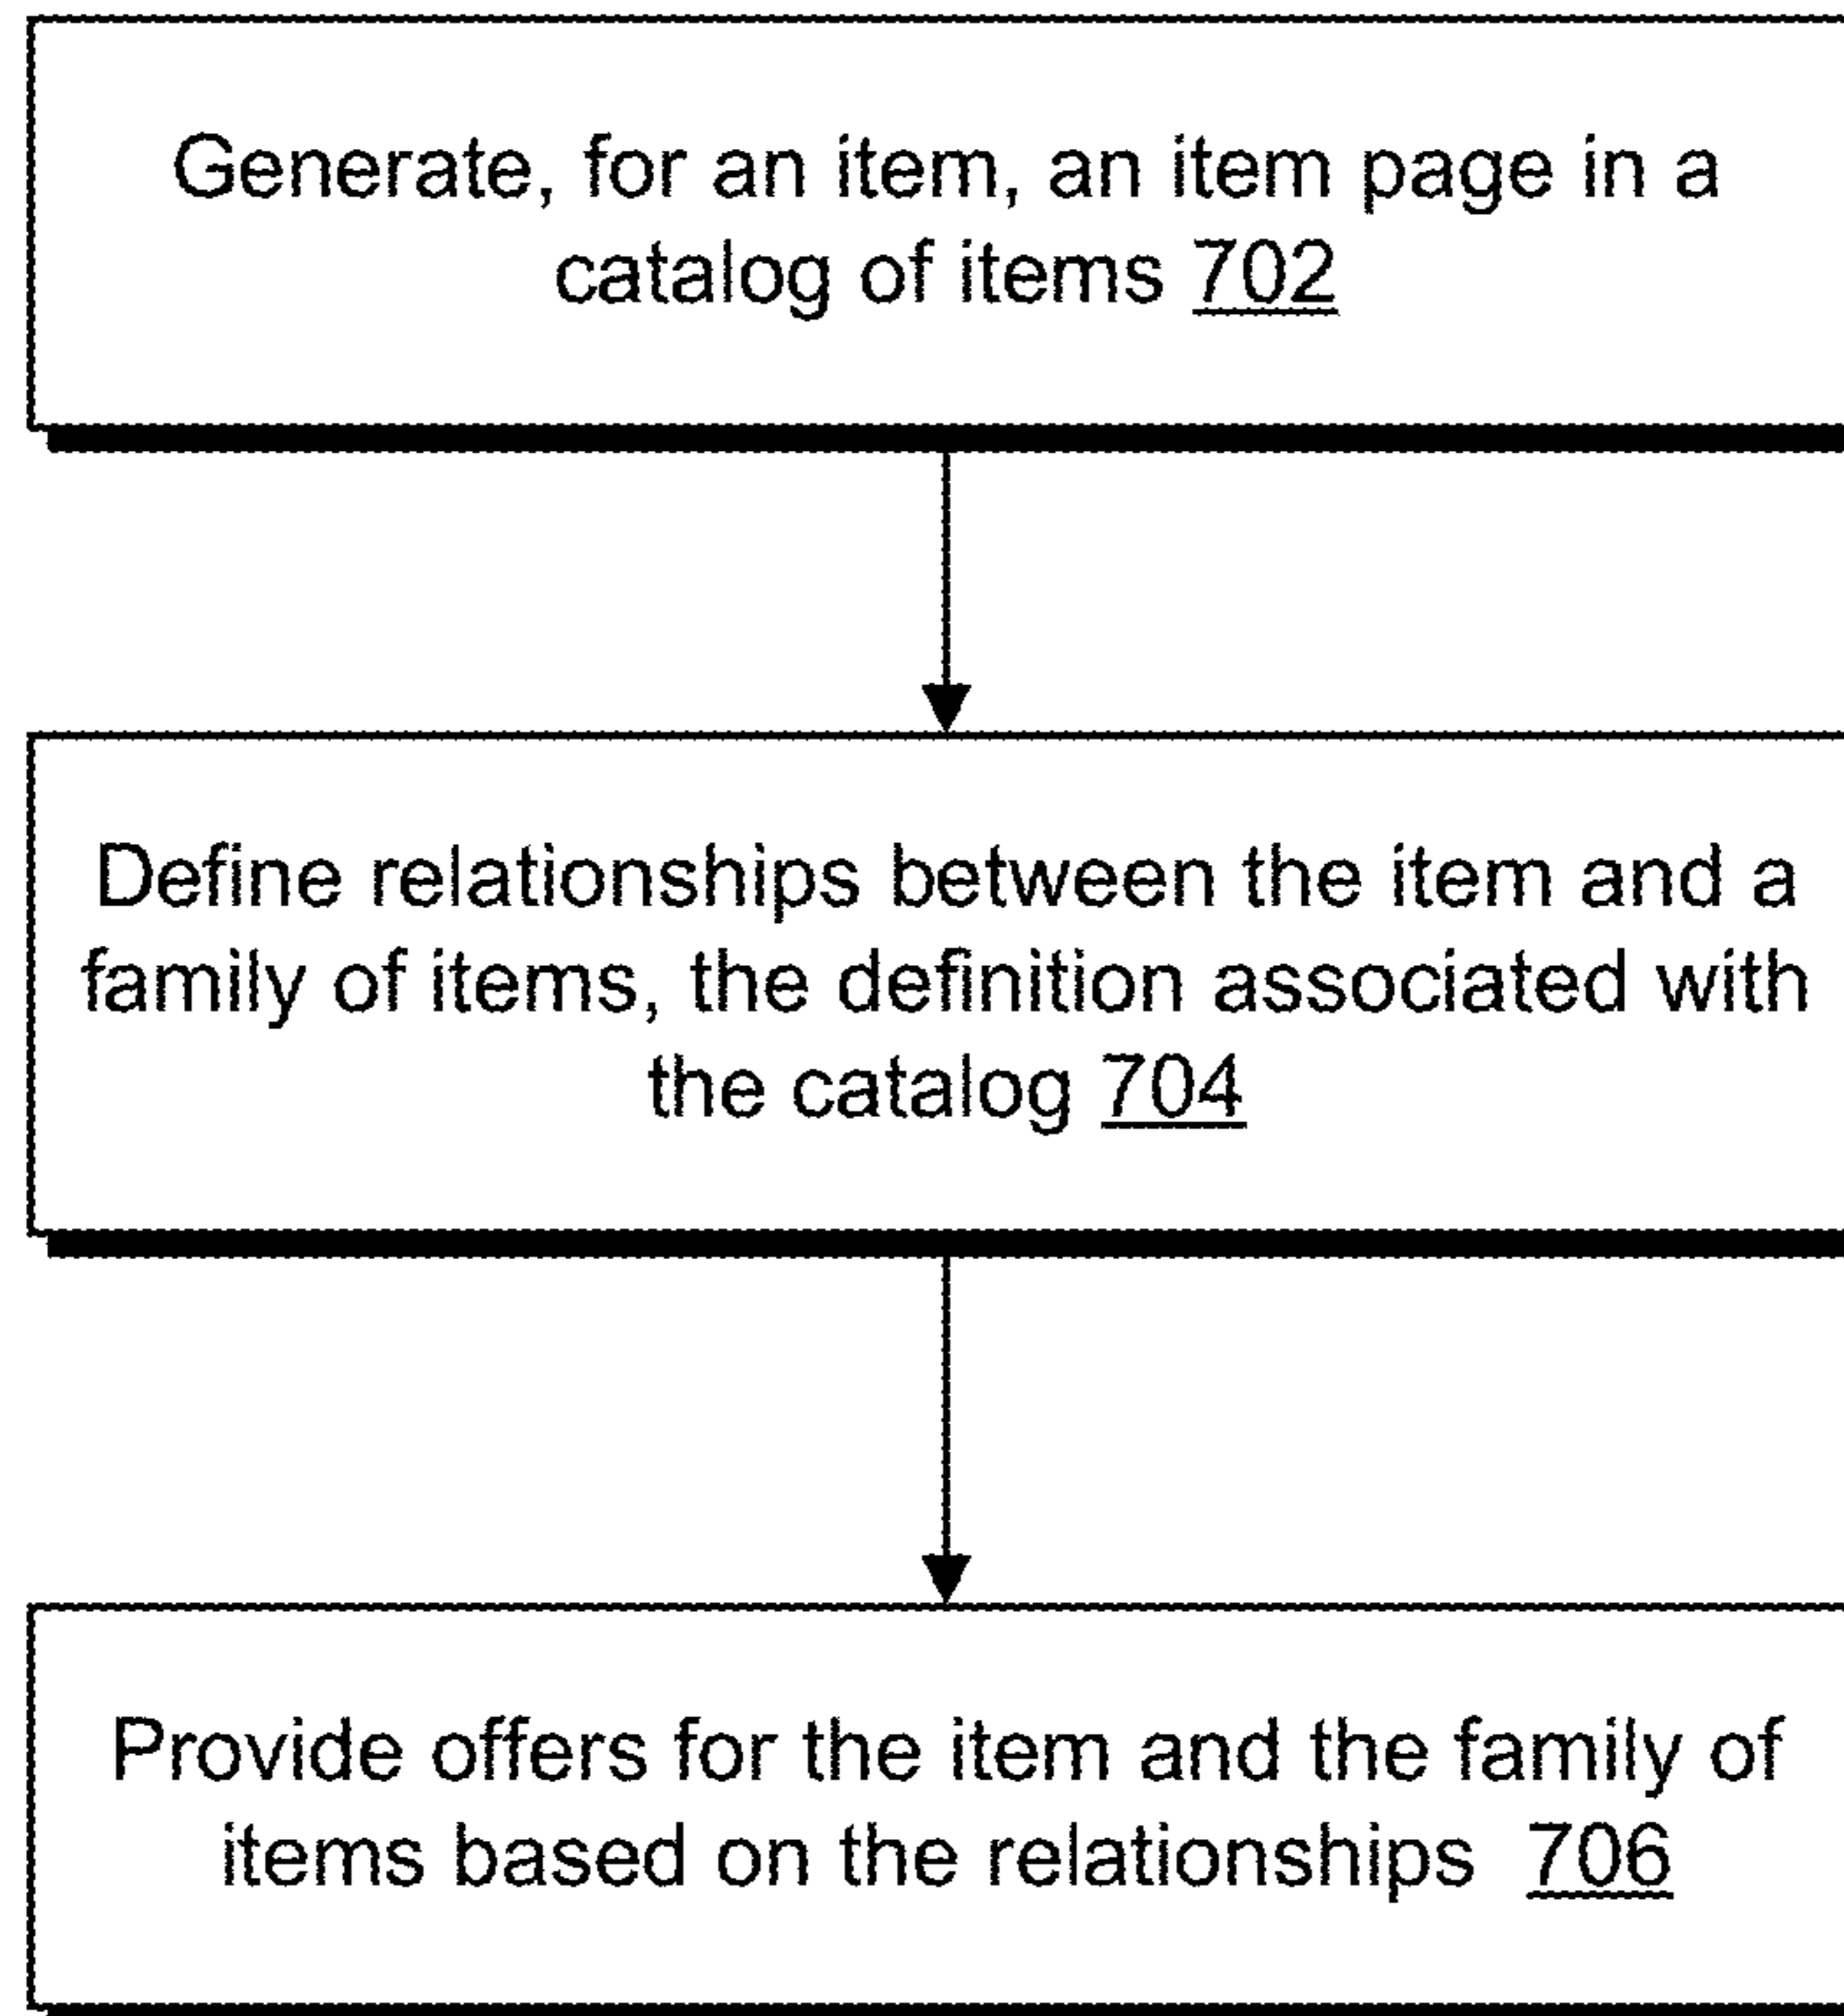 Generate, for an item, an item page in a
catalog of items 702
Define relationships between the item and a
family of items, the definition associated with
the catalog 704
Provide offers for the item and the family of
items based on the relationships 706